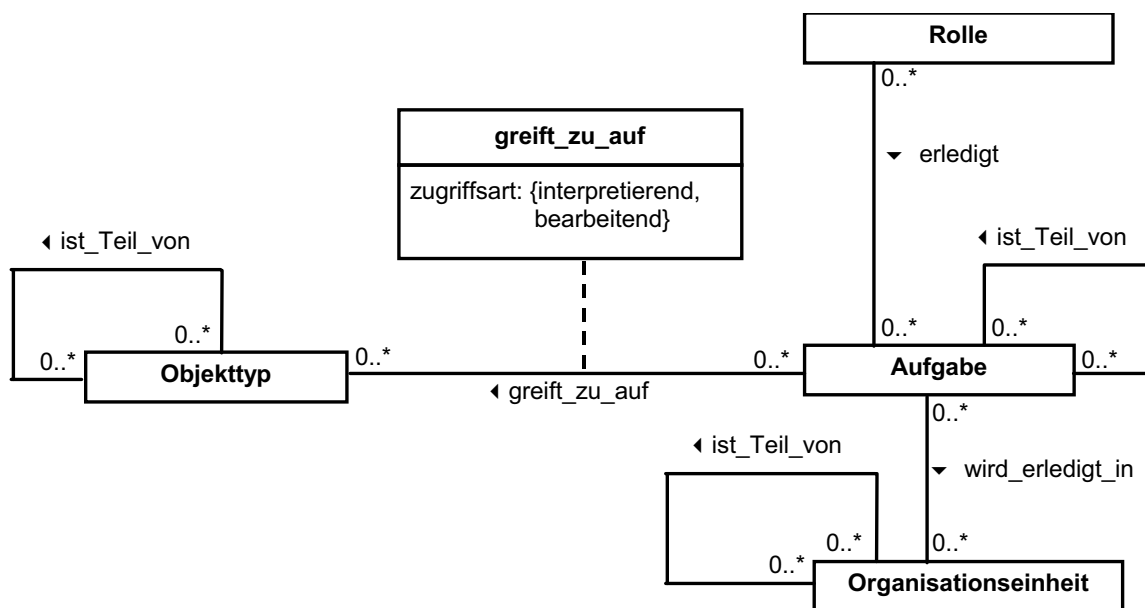 Rolle
0..*
greift_zu_auf
erledigt
zugriffsart: {interpretierend,
bearbeitend}
ist_Teil_von
ist_Teil_von
0..*
0..*
0..*
0..*
0..*
0..*
0..*
Objekttyp
Aufgabe
greift_zu_auf
0..*
ist_Teil_von
wird_erledigt_in
0..*
0..*
0..*
Organisationseinheit